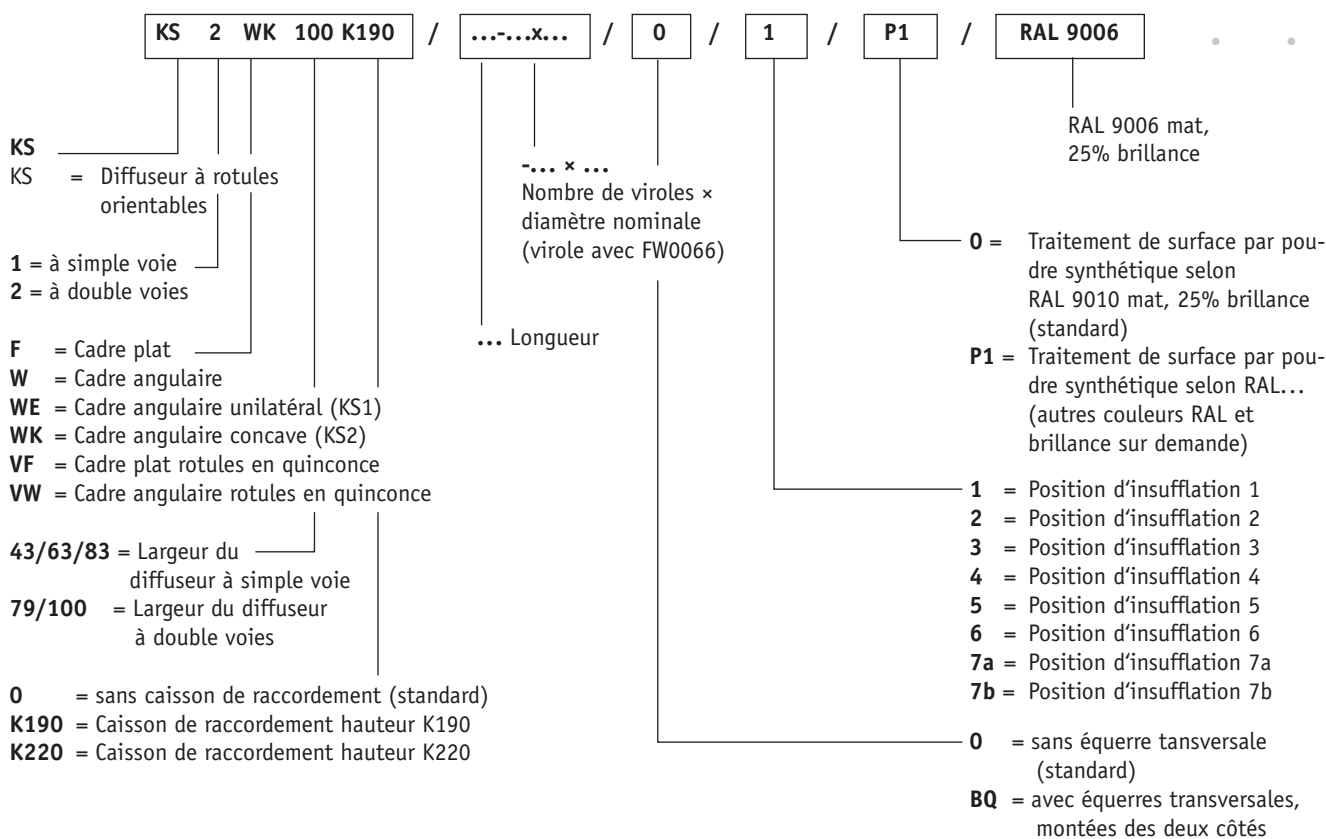 KS 2 WK 100 K190 / ...-...x... / 0 / 1 / P1 / RAL 9006
RAL 9006 mat,
25% brillance
KS
KS = Diffuseur à rotules
orientables
1 = à simple voie
2 = à double voies
F = Cadre plat
W = Cadre angulaire
WE = Cadre angulaire unilatéral (KS1)
WK = Cadre angulaire concave (KS2)
VF = Cadre plat rotules en quinconce
VW = Cadre angulaire rotules en quinconce
43/63/83 = Largeur du
diffuseur à simple voie
79/100 = Largeur du diffuseur
à double voies
0 = sans caisson de raccordement (standard)
K190 = Caisson de raccordement hauteur K190
K220 = Caisson de raccordement hauteur K220
-... × ...
Nombre de viroles ×
diamètre nominale
(virole avec FW0066)
... Longueur
0 = Traitement de surface par pou-
dre synthétique selon
RAL 9010 mat, 25% brillance
(standard)
P1 = Traitement de surface par pou-
dre synthétique selon RAL...
(autres couleurs RAL et
brillance sur demande)
1 = Position d‘insufflation 1
2 = Position d‘insufflation 2
3 = Position d‘insufflation 3
4 = Position d‘insufflation 4
5 = Position d‘insufflation 5
6 = Position d‘insufflation 6
7a = Position d‘insufflation 7a
7b = Position d‘insufflation 7b
0 = sans équerre tansversale
(standard)
BQ = avec équerres transversales,
montées des deux côtés